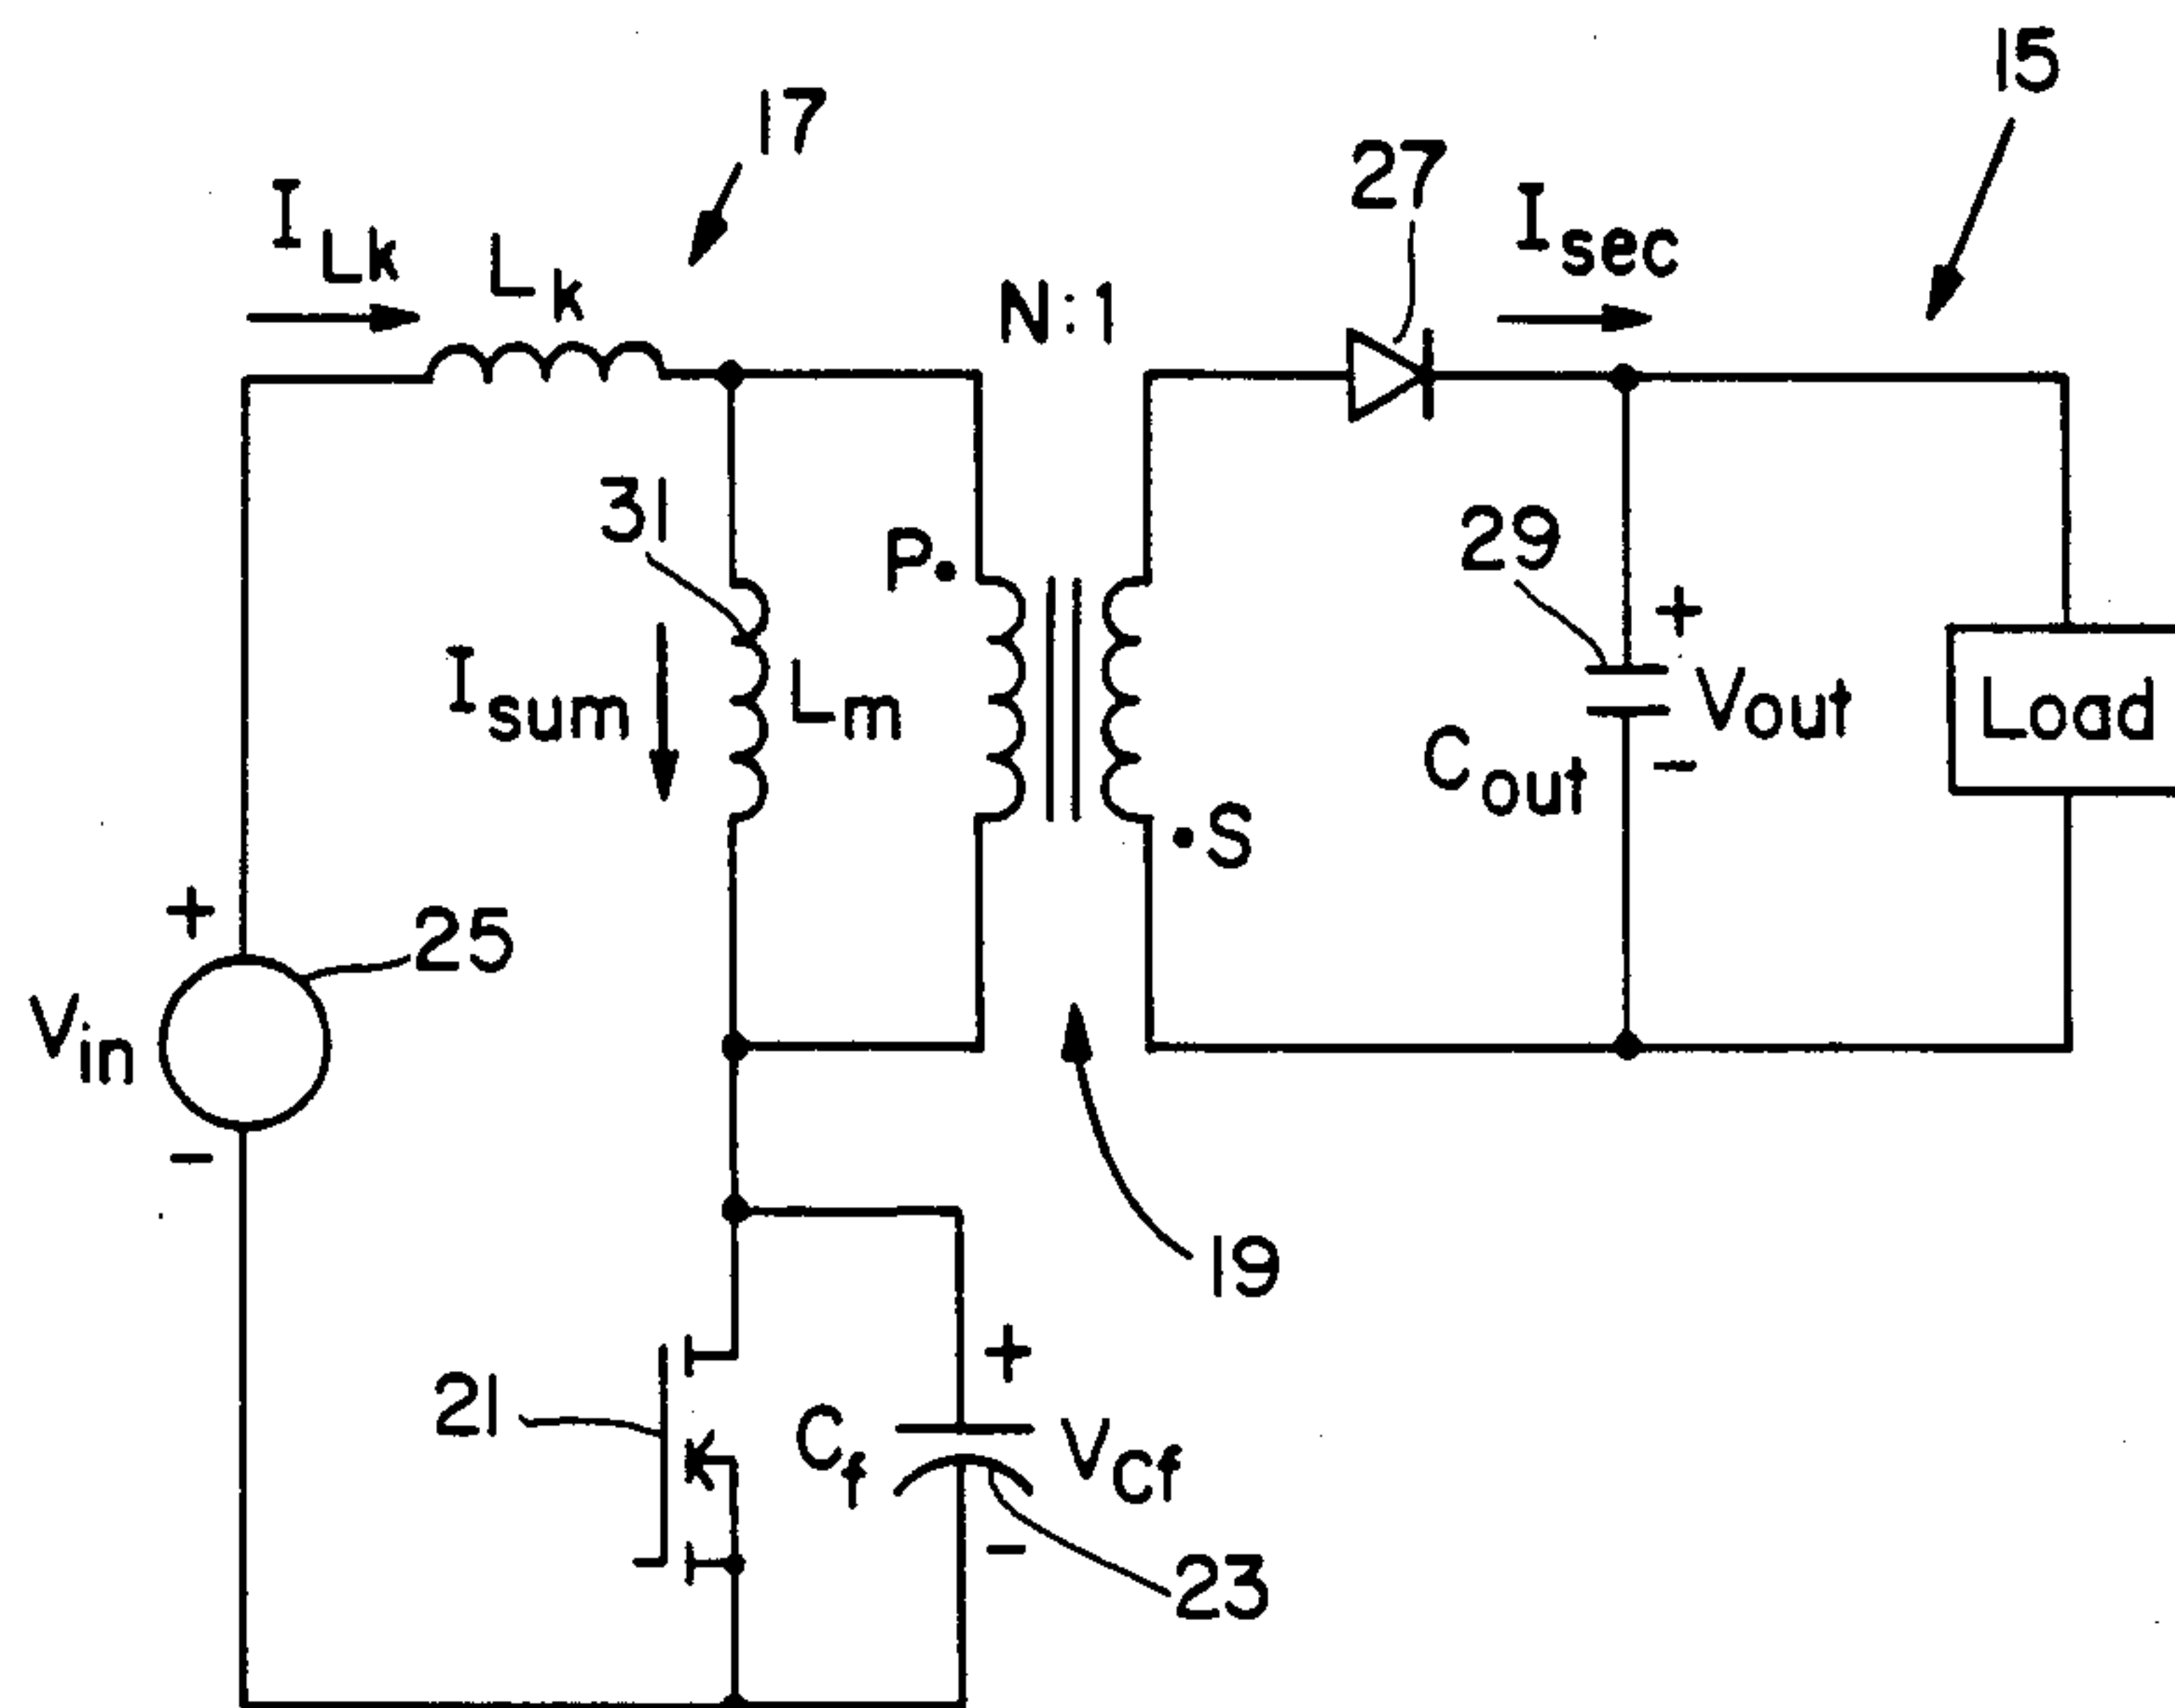 15
17
27
I_Lk
L_k
I_sec
N:1
31
P
29
+
I_sum
L_m
V_out
Load
C_out
-
S
+
25
V_in
-
19
+
21
C_f
V_Cf
-
23